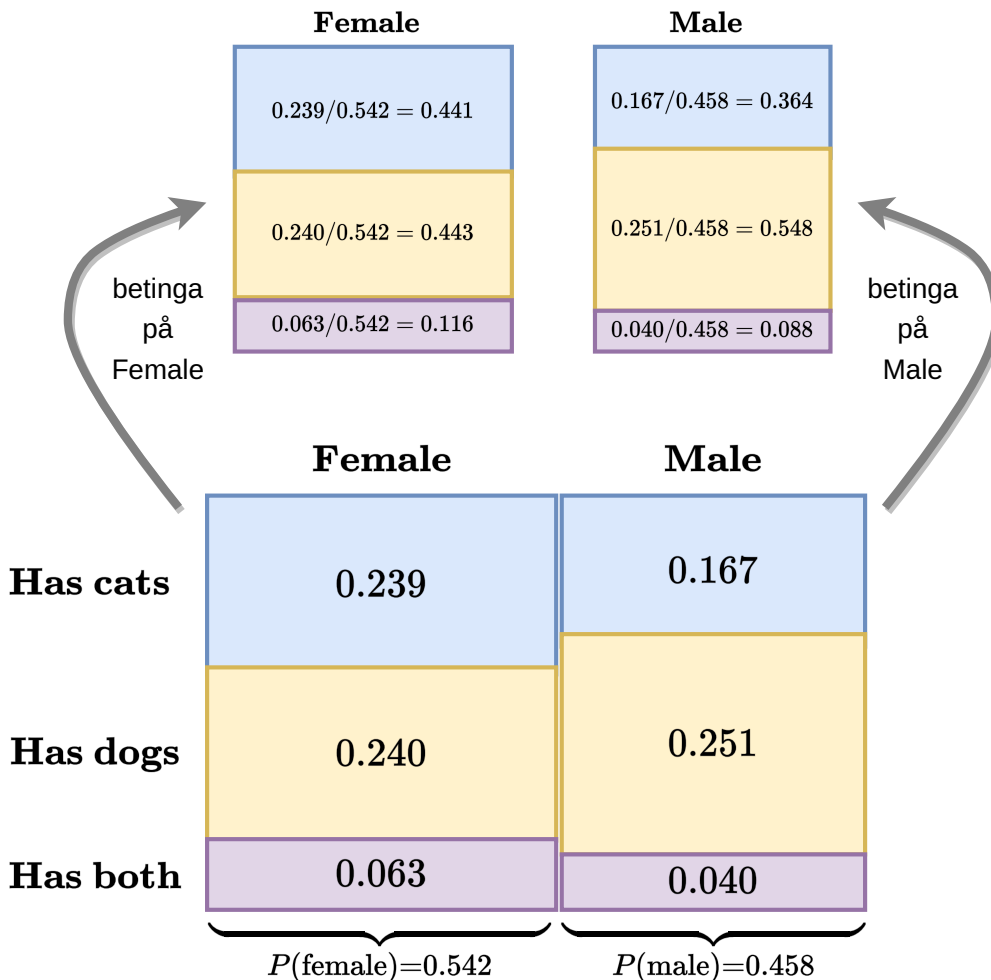 Female Male
0.239/0.542 = 0.441 0.167/0.458 = 0.364
0.240/0.542 = 0.443 0.251/0.458 = 0.548
0.063/0.542 = 0.116 0.040/0.458 = 0.088
betinga
på
Female
betinga
på
Male
Female Male
Has cats 0.239 0.167
Has dogs 0.240 0.251
Has both 0.063 0.040
P(female)=0.542 P(male)=0.458